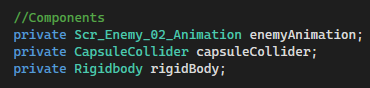 //Components
private Scr_Enemy_02_Animation enemyAnimation;
private CapsuleCollider capsuleCollider;
private Rigidbody rigidBody;